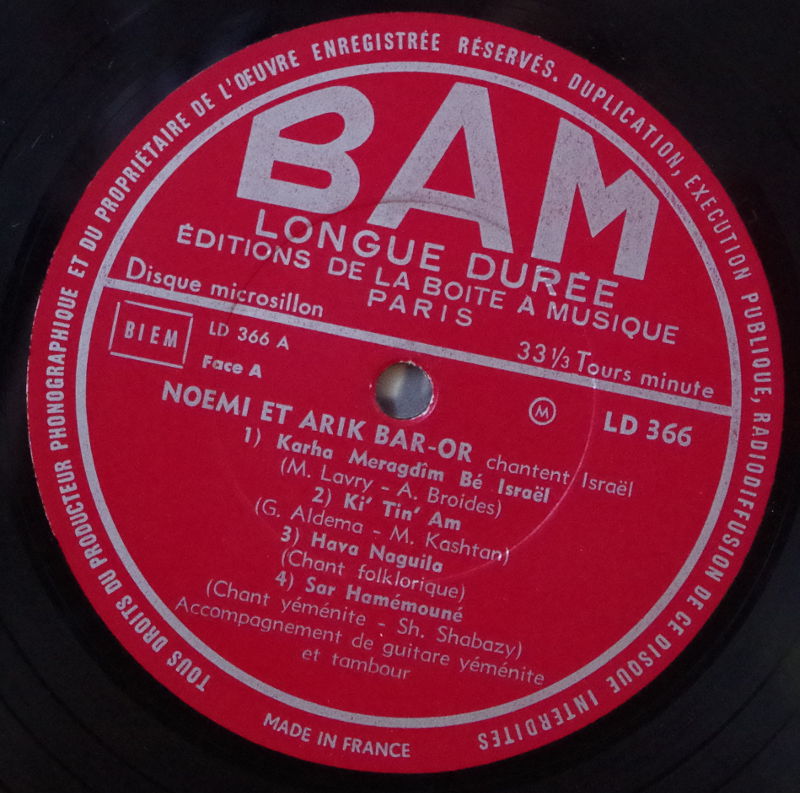 TOUS DROITS DU PRODUCTEUR PHONOGRAPHIQUE ET DU PROPRIÉTAIRE DE L'ŒUVRE ENREGISTRÉE RÉSERVÉS. DUPLICATION, EXECUTION PUBLIQUE, RADIODIFFUSION DE CE DISQUE INTERDITES
BAM
LONGUE DURÉE
ÉDITIONS DE LA BOITE A MUSIQUE
PARIS
Disque microsillon
33 1/3 Tours minute
BIEM
LD 366 A
Face A
M
LD 366
NOEMI ET ARIK BAR-OR chantent Israël
1) Karha Meragdîm Bé Israël
(M. Lavry - A. Broides)
2) Ki' Tin' Am
(G. Aldema - M. Kashtan)
3) Hava Naguila
(Chant folklorique)
4) Sar Hamémouné
(Chant yéménite - Sh. Shabazy)
Accompagnement de guitare yéménite
et tambour
MADE IN FRANCE